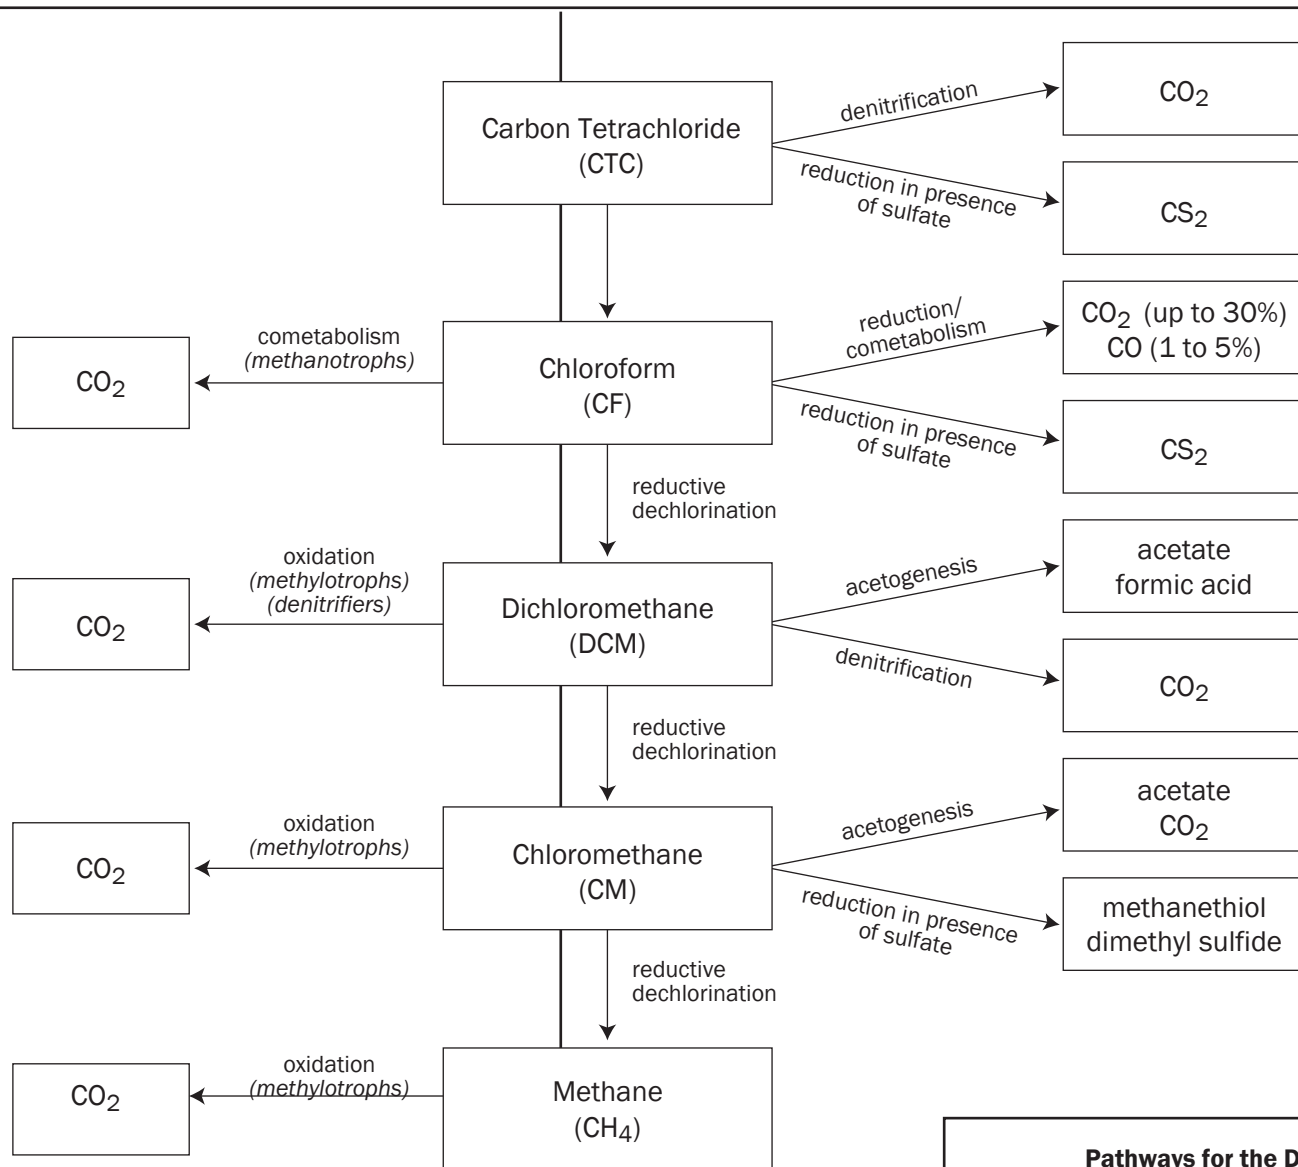 Carbon Tetrachloride
(CTC)
denitrification
CO2
reduction in presence
of sulfate
CS2
CO2
cometabolism
(methanotrophs)
Chloroform
(CF)
reduction/
cometabolism
CO2 (up to 30%)
CO (1 to 5%)
reduction in presence
of sulfate
CS2
reductive
dechlorination
CO2
oxidation
(methylotrophs)
(denitrifiers)
Dichloromethane
(DCM)
acetogenesis
acetate
formic acid
denitrification
CO2
reductive
dechlorination
CO2
oxidation
(methylotrophs)
Chloromethane
(CM)
acetogenesis
acetate
CO2
reduction in presence
of sulfate
methanethiol
dimethyl sulfide
reductive
dechlorination
CO2
oxidation
(methylotrophs)
Methane
(CH4)
Pathways for the D